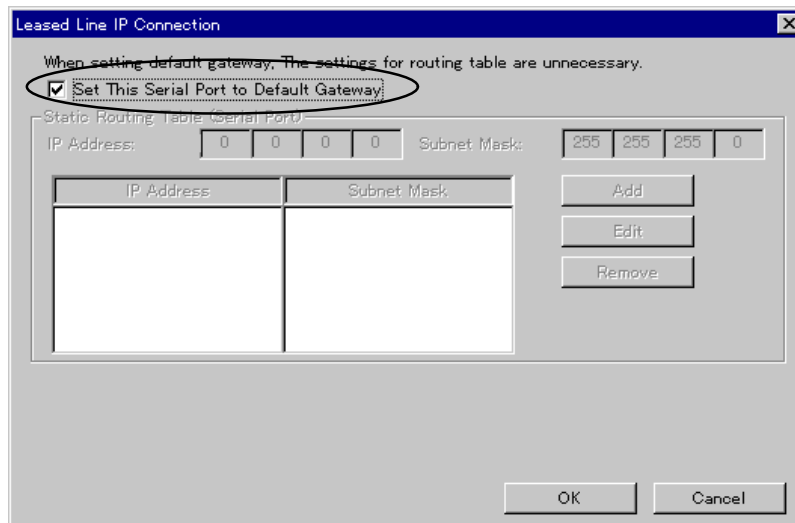 Leased Line IP Connection
When setting default gateway, The settings for routing table are unnecessary.
Set This Serial Port to Default Gateway
Static Routing Table (Serial Port)
IP Address: 0 0 0 0 Subnet Mask: 255 255 255 0
IP Address Subnet Mask Add
Edit
Remove
OK Cancel